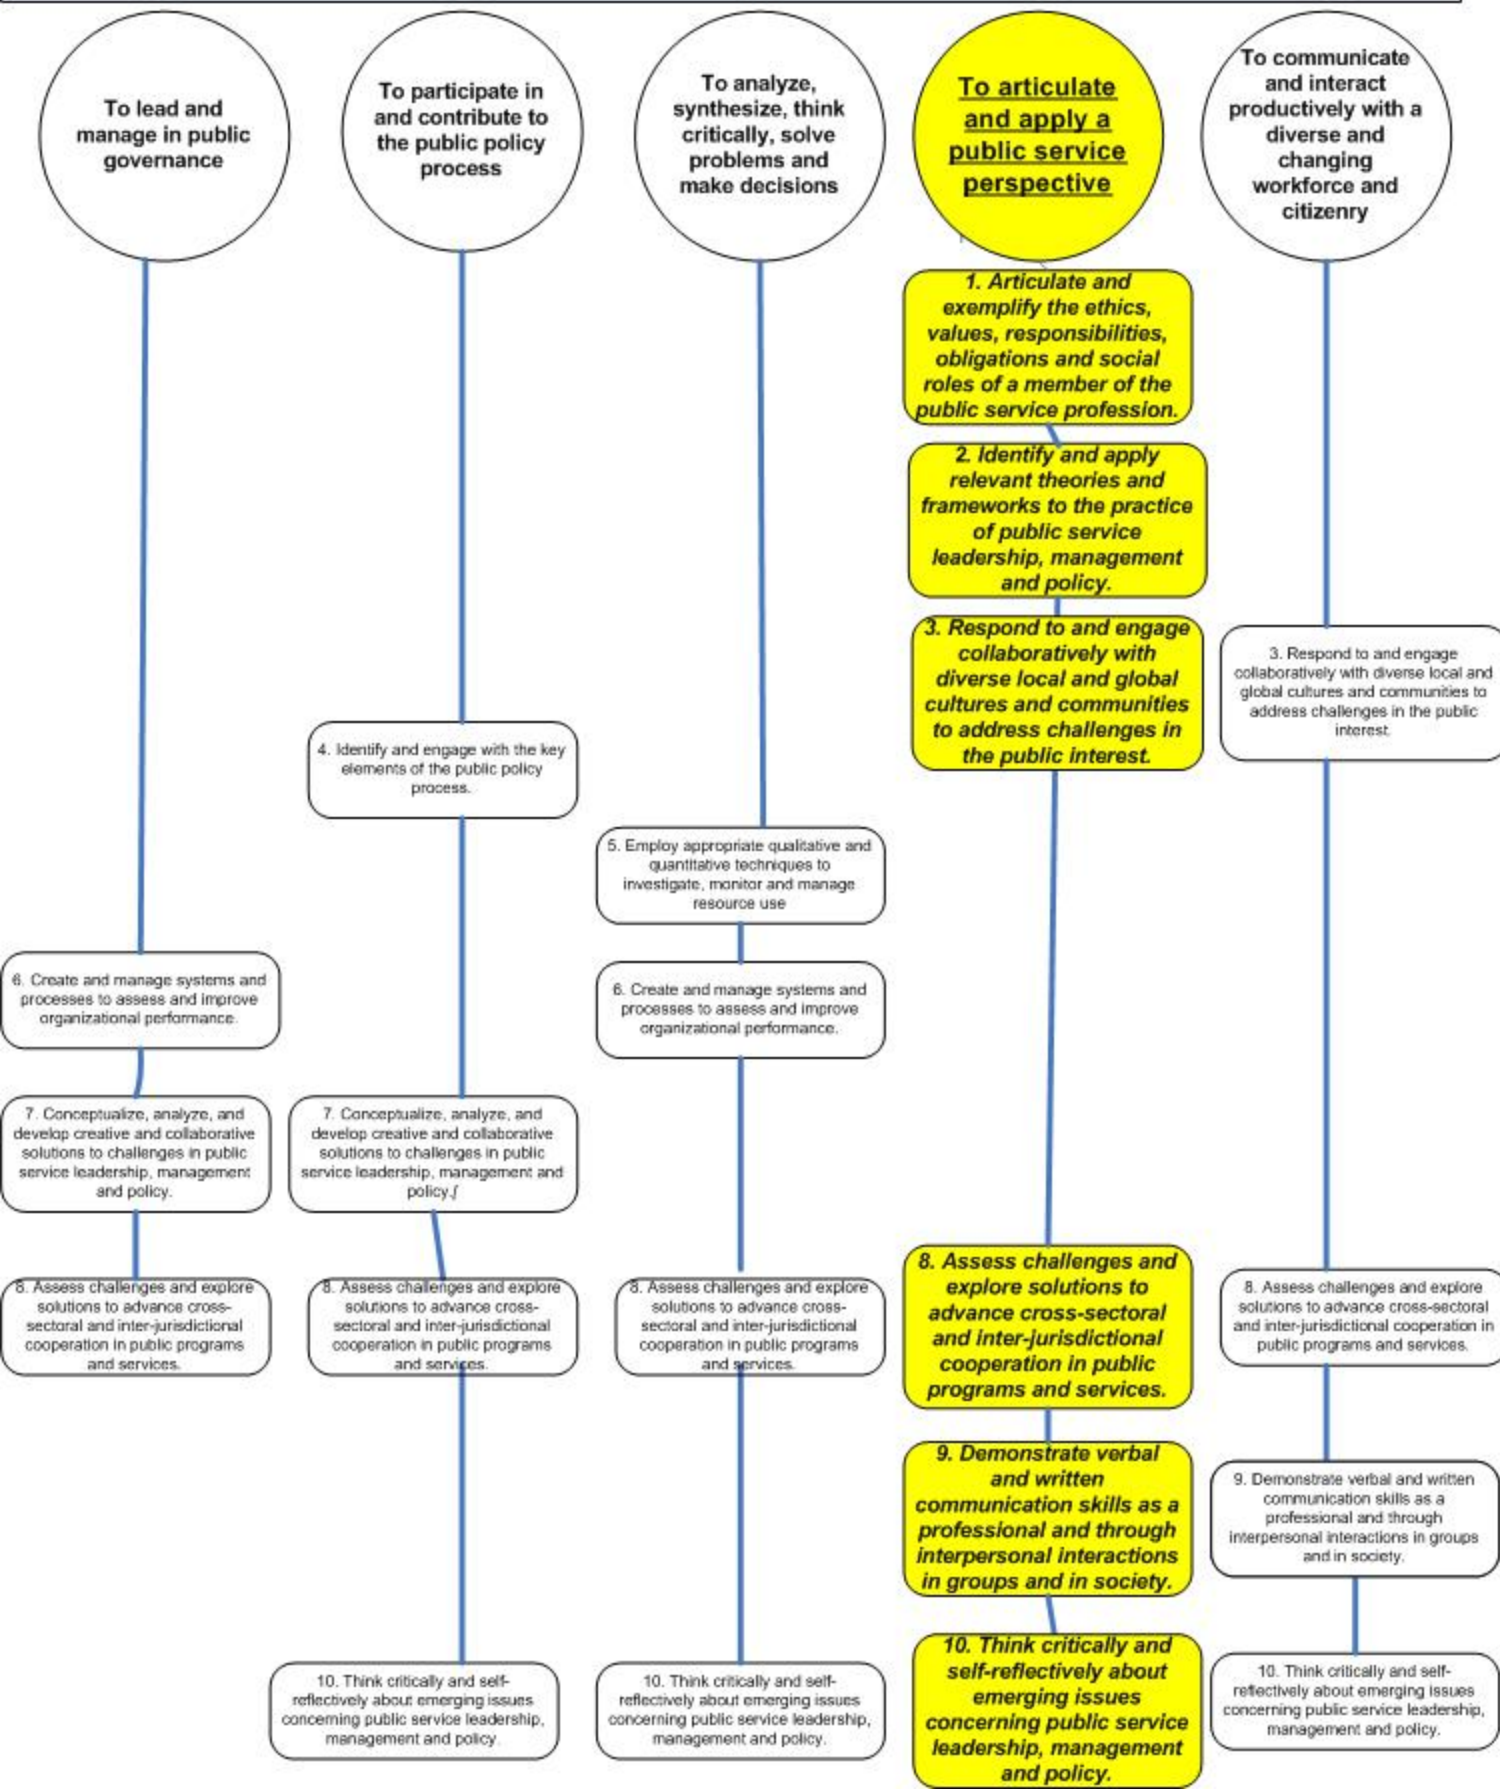 To lead and
manage in public
governance
To participate in
and contribute to
the public policy
process
To analyze,
synthesize, think
critically, solve
problems and
make decisions
To articulate
and apply a
public service
perspective
To communicate
and interact
productively with a
diverse and
changing
workforce and
citizenry
1. Articulate and
exemplify the ethics,
values, responsibilities,
obligations and social
roles of a member of the
public service profession.
2. Identify and apply
relevant theories and
frameworks to the practice
of public service
leadership, management
and policy.
3. Respond to and engage
collaboratively with
diverse local and global
cultures and communities
to address challenges in
the public interest.
3. Respond to and engage
collaboratively with diverse local and
global cultures and communities to
address challenges in the public
interest.
4. Identify and engage with the key
elements of the public policy
process.
5. Employ appropriate qualitative and
quantitative techniques to
investigate, monitor and manage
resource use
6. Create and manage systems and
processes to assess and improve
organizational performance.
6. Create and manage systems and
processes to assess and improve
organizational performance.
7. Conceptualize, analyze, and
develop creative and collaborative
solutions to challenges in public
service leadership, management
and policy.
7. Conceptualize, analyze, and
develop creative and collaborative
solutions to challenges in public
service leadership, management and
policy.∫
8. Assess challenges and explore
solutions to advance cross-
sectoral and inter-jurisdictional
cooperation in public programs
and services.
8. Assess challenges and explore
solutions to advance cross-
sectoral and inter-jurisdictional
cooperation in public programs
and services.
8. Assess challenges and explore
solutions to advance cross-
sectoral and inter-jurisdictional
cooperation in public programs
and services.
8. Assess challenges and
explore solutions to
advance cross-sectoral
and inter-jurisdictional
cooperation in public
programs and services.
8. Assess challenges and explore
solutions to advance cross-sectoral
and inter-jurisdictional cooperation in
public programs and services.
9. Demonstrate verbal
and written
communication skills as a
professional and through
interpersonal interactions
in groups and in society.
9. Demonstrate verbal and written
communication skills as a
professional and through
interpersonal interactions in groups
and in society.
10. Think critically and self-
reflectively about emerging issues
concerning public service leadership,
management and policy.
10. Think critically and self-
reflectively about emerging issues
concerning public service leadership,
management and policy.
10. Think critically and
self-reflectively about
emerging issues
concerning public service
leadership, management
and policy.
10. Think critically and self-
reflectively about emerging issues
concerning public service leadership,
management and policy.